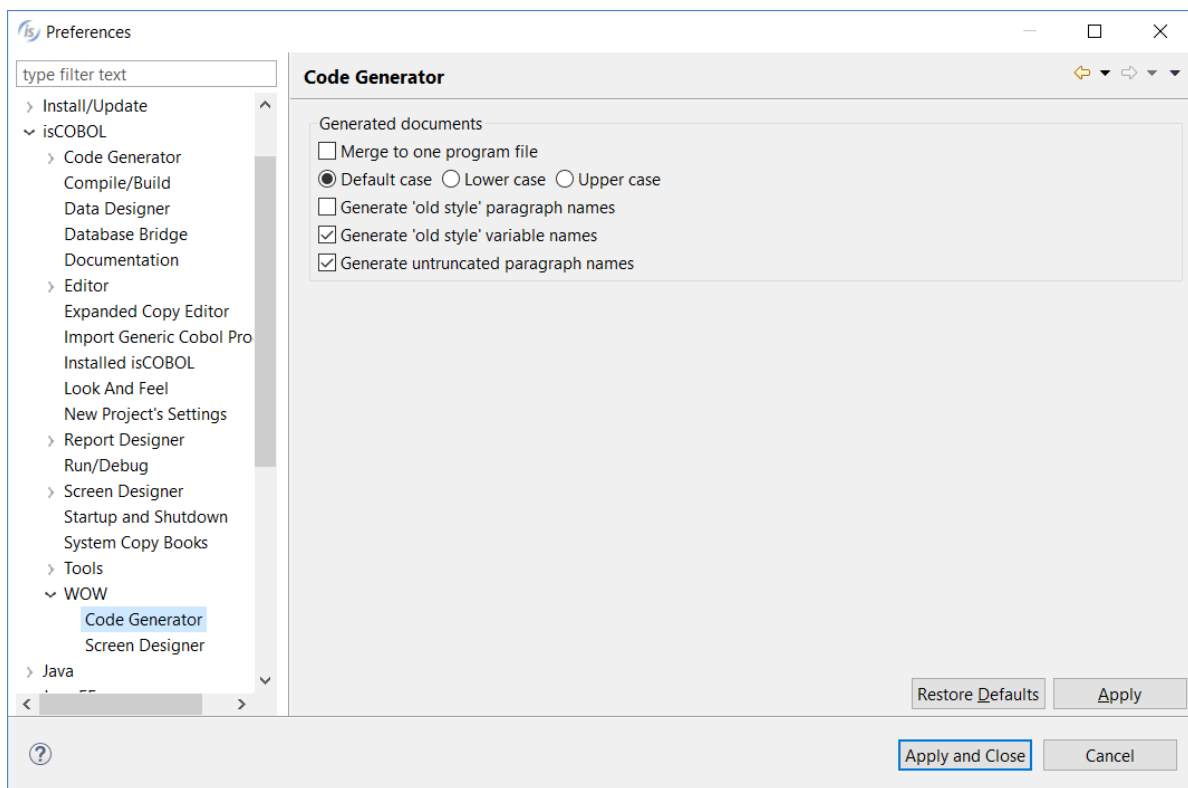 Preferences
type filter text
Install/Update
isCOBOL
Code Generator
Compile/Build
Data Designer
Database Bridge
Documentation
Editor
Expanded Copy Editor
Import Generic Cobol Pro
Installed isCOBOL
Look And Feel
New Project's Settings
Report Designer
Run/Debug
Screen Designer
Startup and Shutdown
System Copy Books
Tools
WOW
Code Generator
Screen Designer
Java
Code Generator
Generated documents
Merge to one program file
Default case Lower case Upper case
Generate 'old style' paragraph names
Generate 'old style' variable names
Generate untruncated paragraph names
Restore Defaults Apply
Apply and Close Cancel